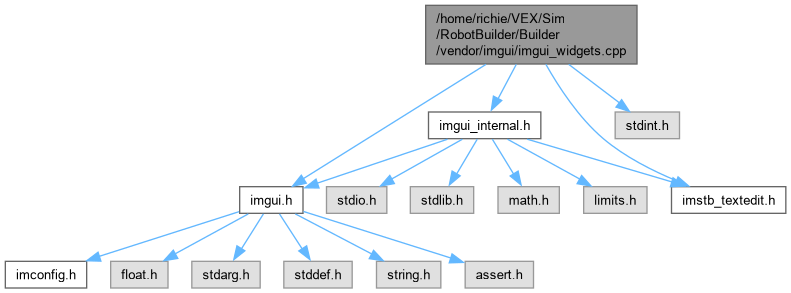 /home/richie/VEX/Sim
/RobotBuilder/Builder
/vendor/imgui/imgui_widgets.cpp
imgui_internal.h
stdint.h
imgui.h
stdio.h
stdlib.h
math.h
limits.h
imstb_textedit.h
imconfig.h
float.h
stdarg.h
stddef.h
string.h
assert.h